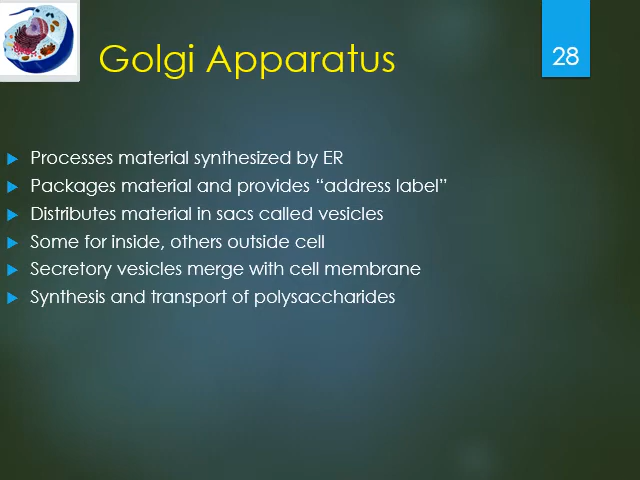 Golgi Apparatus
28
Processes material synthesized by ER
Packages material and provides “address label”
Distributes material in sacs called vesicles
Some for inside, others outside cell
Secretory vesicles merge with cell membrane
Synthesis and transport of polysaccharides